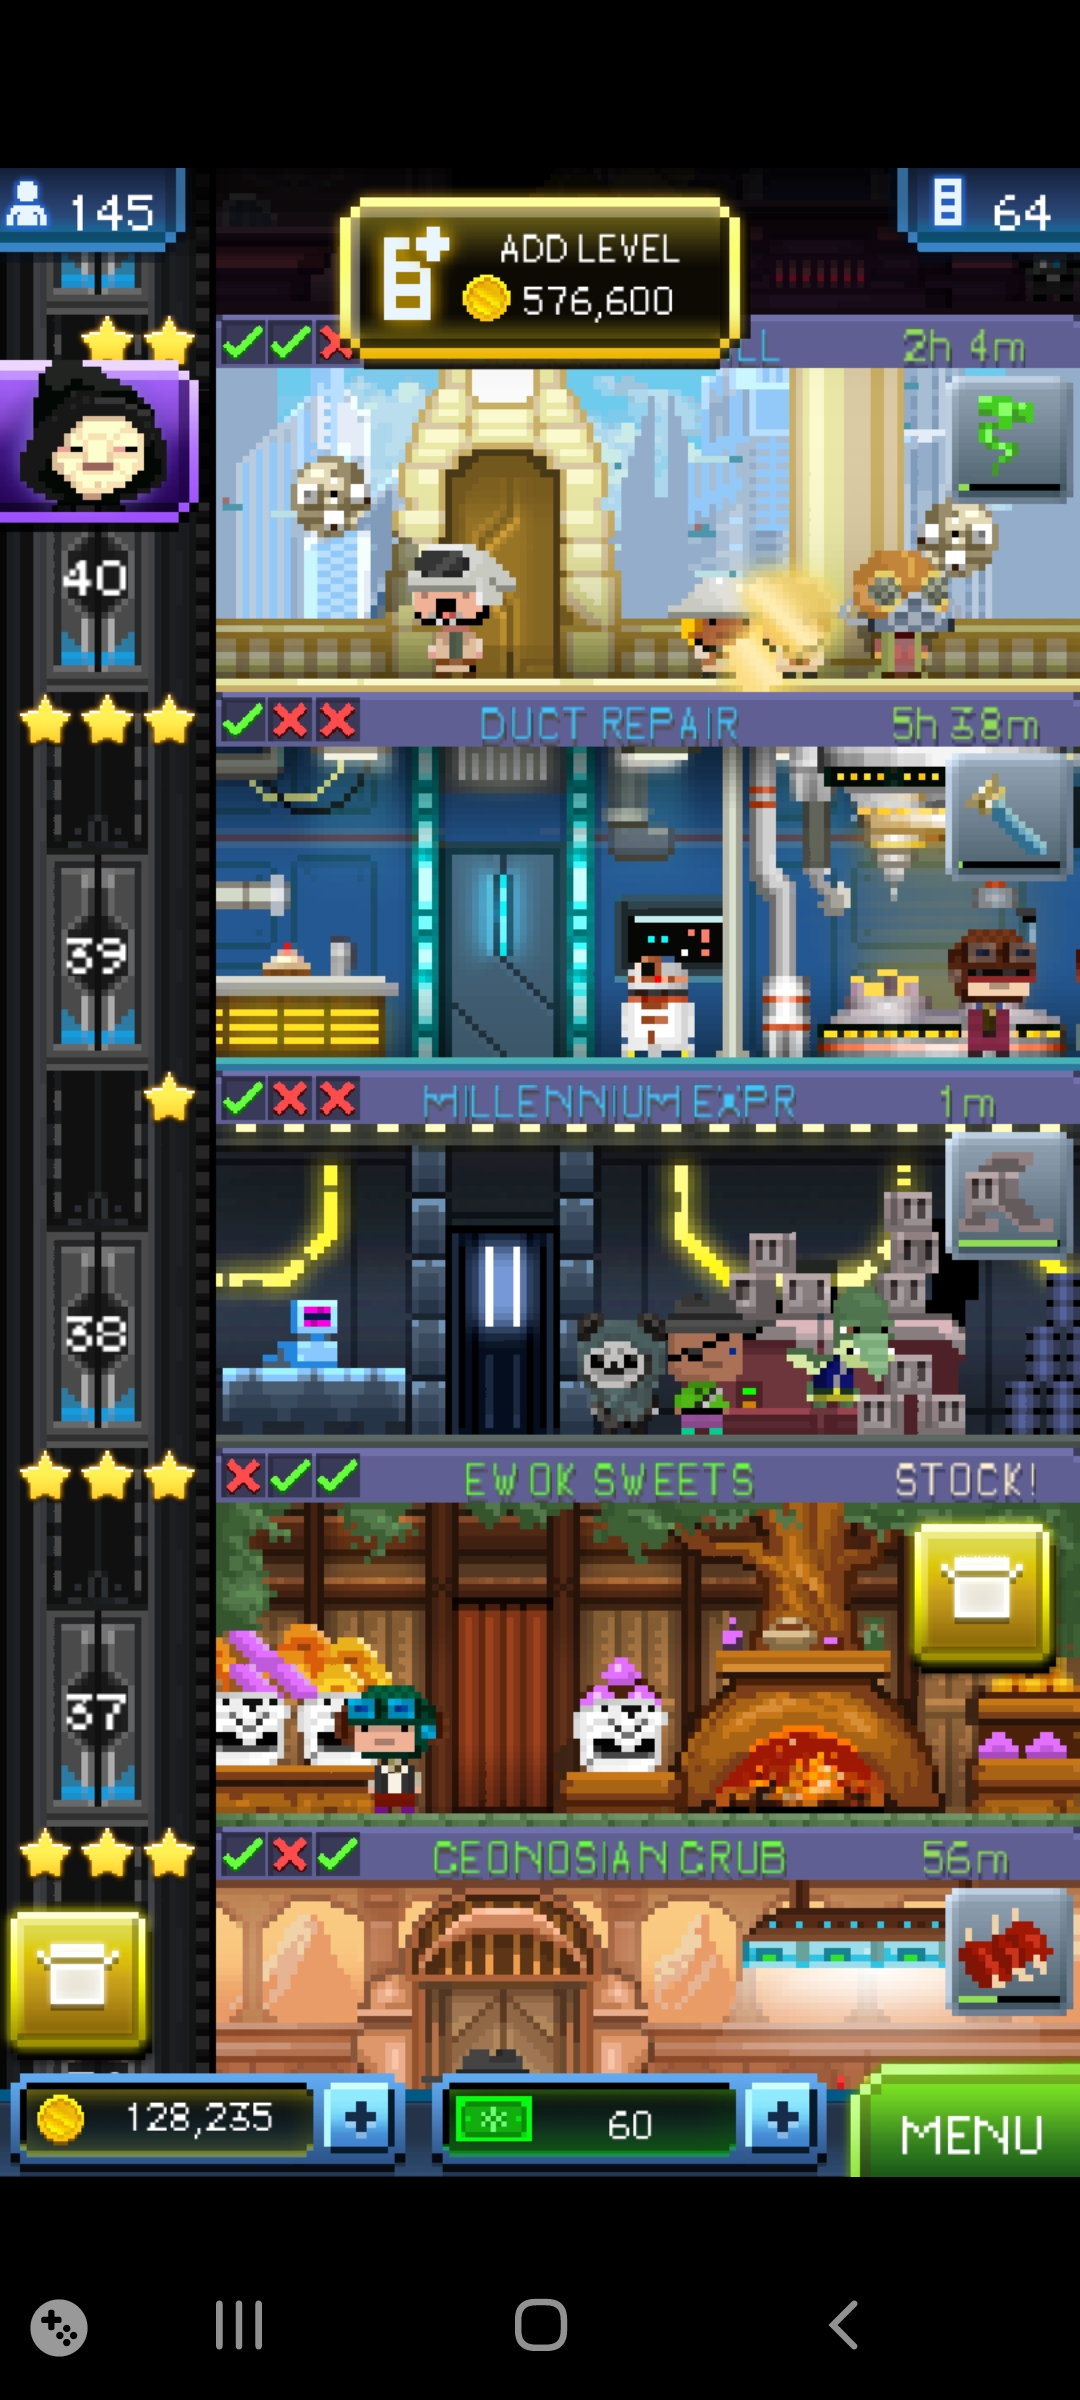 145
ADD LEVEL
576,600
64
LL
2h 4m
40
DUCT REPAIR
5h 38m
39
MILLENNIUM EXPR
1m
38
EWOK SWEETS
STOCK!
37
GEONOSIAN GRUB
56m
128,235
60
MENU